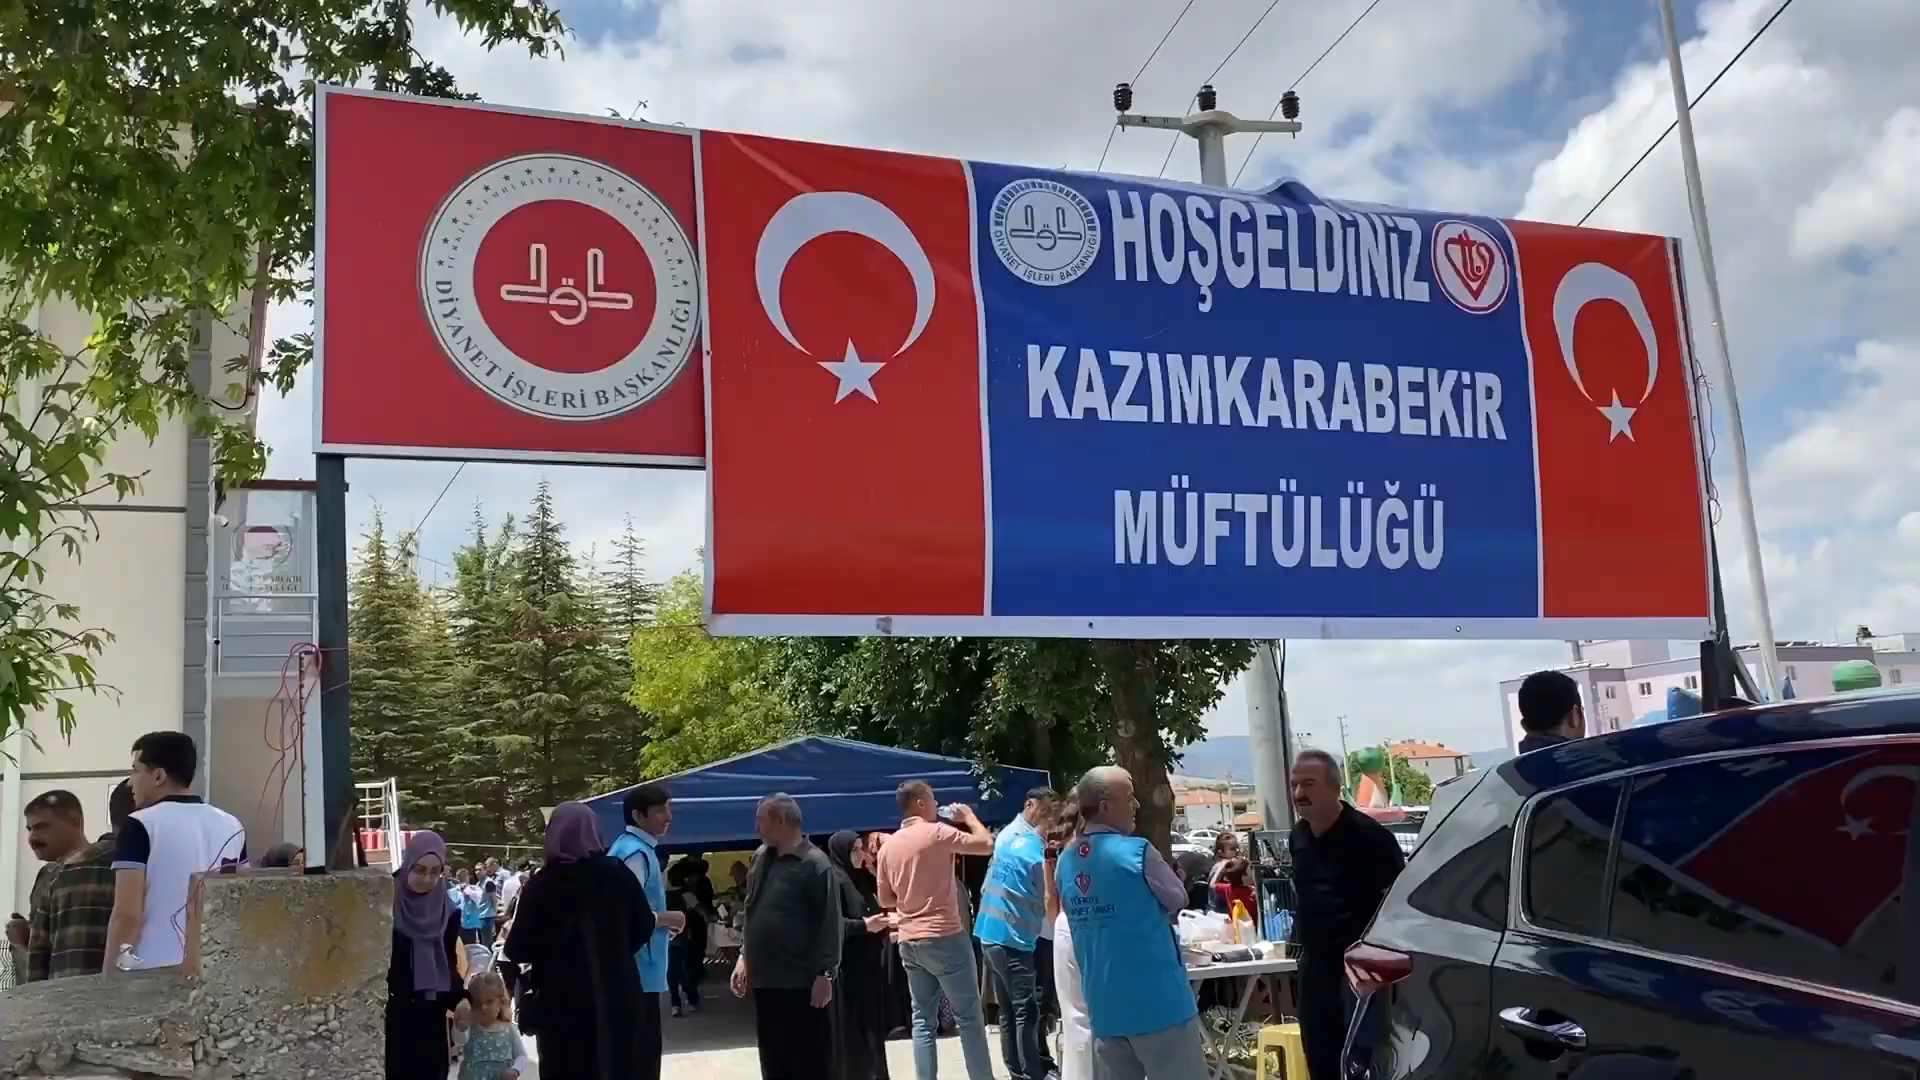 TÜRKİYE CUMHURİYETİ CUMHURBAŞKANLIĞI
DİYANET İŞLERİ BAŞKANLIĞI
DİYANET İŞLERİ BAŞKANLIĞI
HOŞGELDİNİZ
KAZIMKARABEKİR
MÜFTÜLÜĞÜ